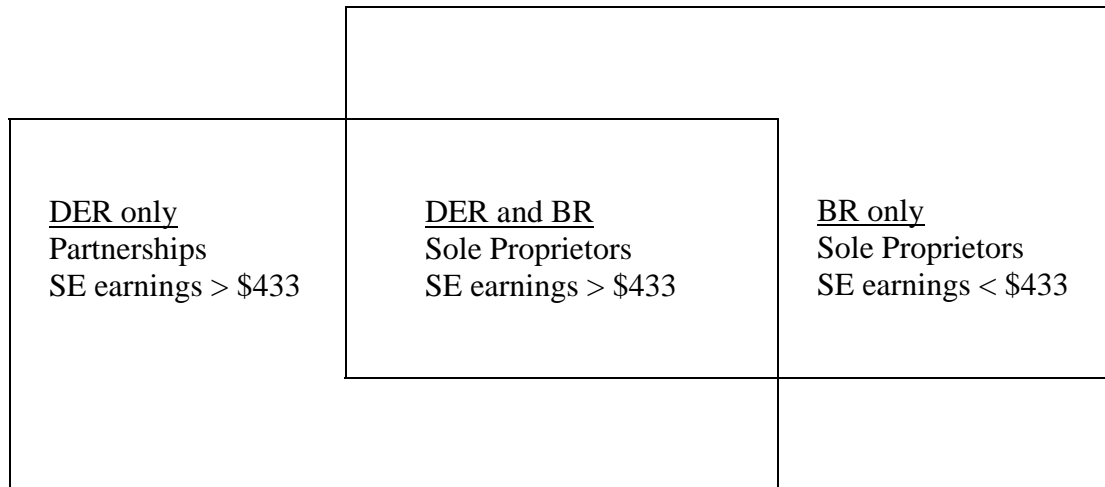 DER only
Partnerships
SE earnings > $433
DER and BR
Sole Proprietors
SE earnings > $433
BR only
Sole Proprietors
SE earnings < $433